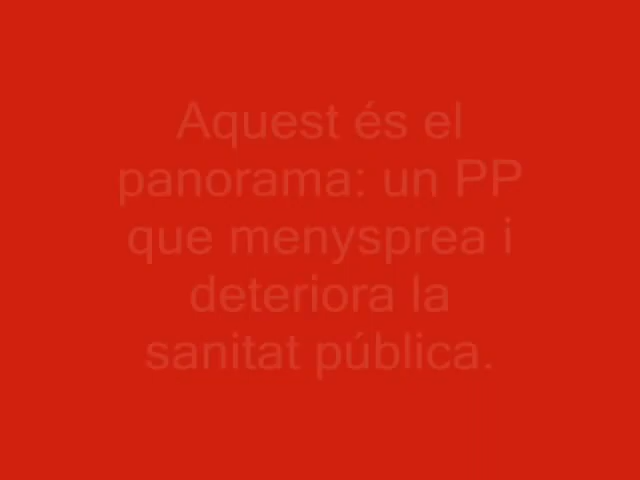 Aquest és el
panorama: un PP
que menysprea i
deteriora la
sanitat pública.